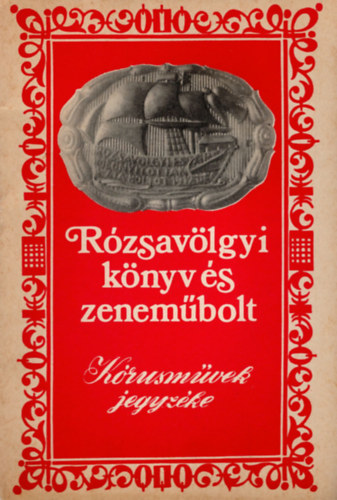 Rózsavölgyi
könyv és
zeneműbolt
Kórusművek
jegyzéke